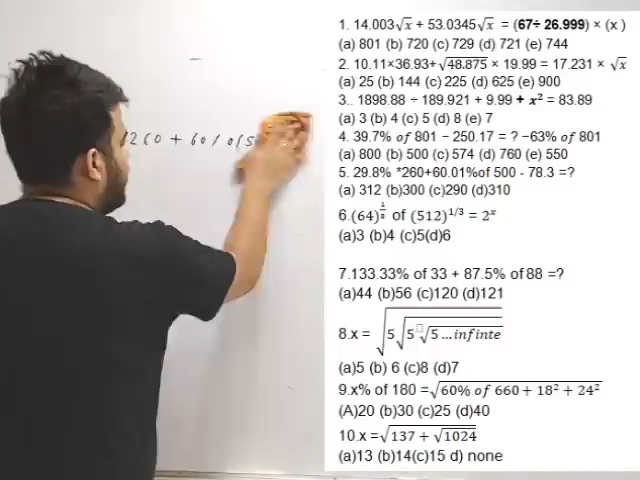 260 + 60% of 5
1. 14.003√x + 53.0345√x = (67÷ 26.999) × (x )
(a) 801 (b) 720 (c) 729 (d) 721 (e) 744
2. 10.11×36.93+√48.875 × 19.99 = 17.231 × √x
(a) 25 (b) 144 (c) 225 (d) 625 (e) 900
3.. 1898.88 ÷ 189.921 + 9.99 + x² = 83.89
(a) 3 (b) 4 (c) 5 (d) 8 (e) 7
4. 39.7% of 801 − 250.17 = ? −63% of 801
(a) 800 (b) 500 (c) 574 (d) 760 (e) 550
5. 29.8% *260+60.01%of 500 - 78.3 =?
(a) 312 (b)300 (c)290 (d)310
6.(64) of (512)^1/3 = 2^x
(a)3 (b)4 (c)5(d)6
7.133.33% of 33 + 87.5% of 88 =?
(a)44 (b)56 (c)120 (d)121
8.x = √5√5√5 ...infinte
(a)5 (b) 6 (c)8 (d)7
9.x% of 180 =√60% of 660 + 18² + 24²
(A)20 (b)30 (c)25 (d)40
10.x =√137 + √1024
(a)13 (b)14(c)15 d) none